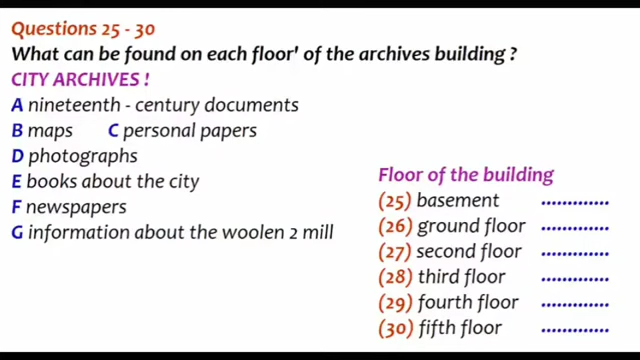 Questions 25 - 30
What can be found on each floor' of the archives building ?
CITY ARCHIVES !
A nineteenth - century documents
B maps C personal papers
D photographs
E books about the city
F newspapers
G information about the woolen 2 mill
Floor of the building
(25) basement .............
(26) ground floor .............
(27) second floor .............
(28) third floor .............
(29) fourth floor .............
(30) fifth floor .............